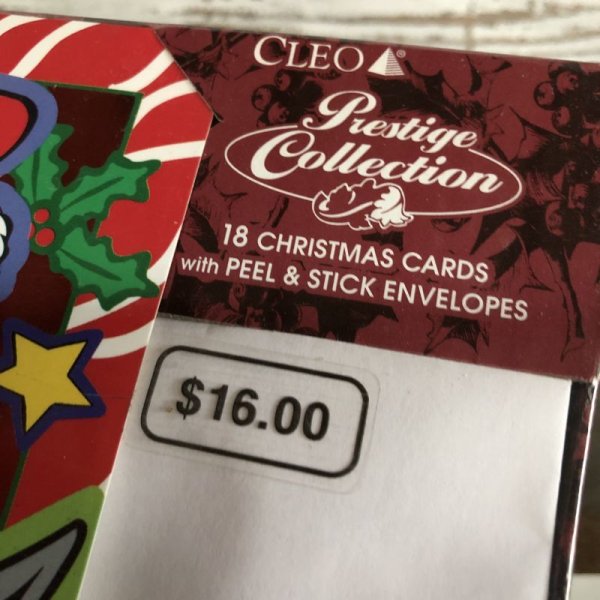 CLEO®
Prestige
Collection
18 CHRISTMAS CARDS
with PEEL & STICK ENVELOPES
$16.00